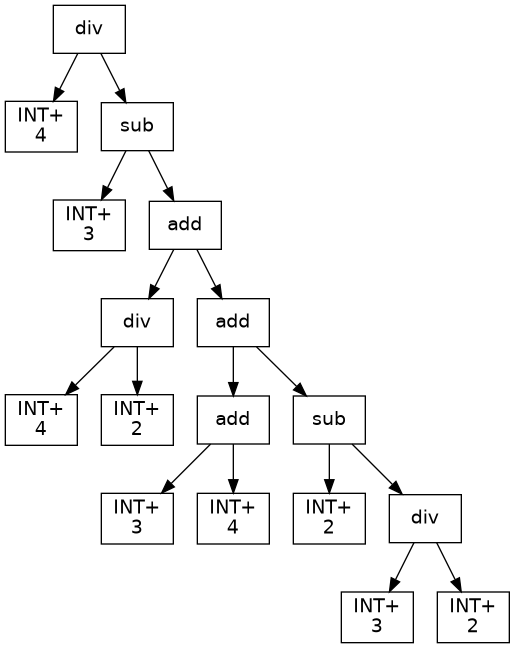 div
INT+
4
sub
INT+
3
add
div
add
INT+
4
INT+
2
add
sub
INT+
3
INT+
4
INT+
2
div
INT+
3
INT+
2